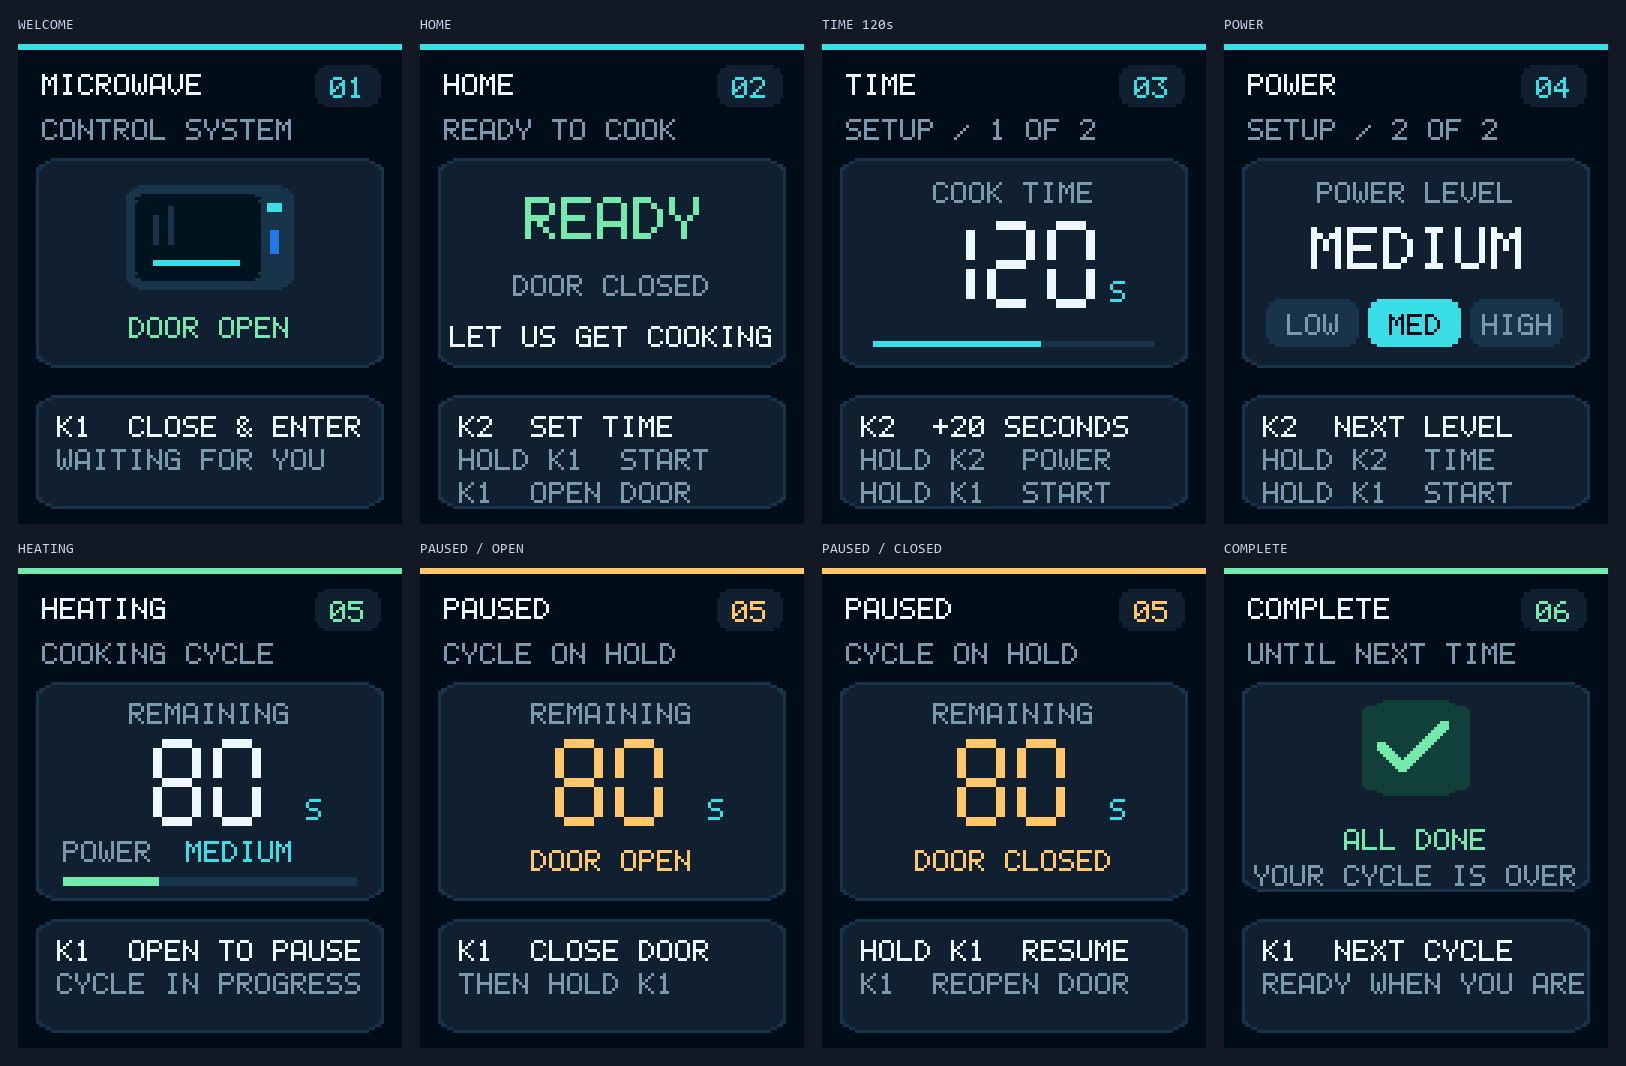 WELCOME
MICROWAVE 01
CONTROL SYSTEM
DOOR OPEN
K1 CLOSE & ENTER
WAITING FOR YOU
HOME
HOME 02
READY TO COOK
READY
DOOR CLOSED
LET US GET COOKING
K2 SET TIME
HOLD K1 START
K1 OPEN DOOR
TIME 120s
TIME 03
SETUP / 1 OF 2
COOK TIME
120 S
K2 +20 SECONDS
HOLD K2 POWER
HOLD K1 START
POWER
POWER 04
SETUP / 2 OF 2
POWER LEVEL
MEDIUM
LOW MED HIGH
K2 NEXT LEVEL
HOLD K2 TIME
HOLD K1 START
HEATING
HEATING 05
COOKING CYCLE
REMAINING
80 S
POWER MEDIUM
K1 OPEN TO PAUSE
CYCLE IN PROGRESS
PAUSED / OPEN
PAUSED 05
CYCLE ON HOLD
REMAINING
80 S
DOOR OPEN
K1 CLOSE DOOR
THEN HOLD K1
PAUSED / CLOSED
PAUSED 05
CYCLE ON HOLD
REMAINING
80 S
DOOR CLOSED
HOLD K1 RESUME
K1 REOPEN DOOR
COMPLETE
COMPLETE 06
UNTIL NEXT TIME
ALL DONE
YOUR CYCLE IS OVER
K1 NEXT CYCLE
READY WHEN YOU ARE